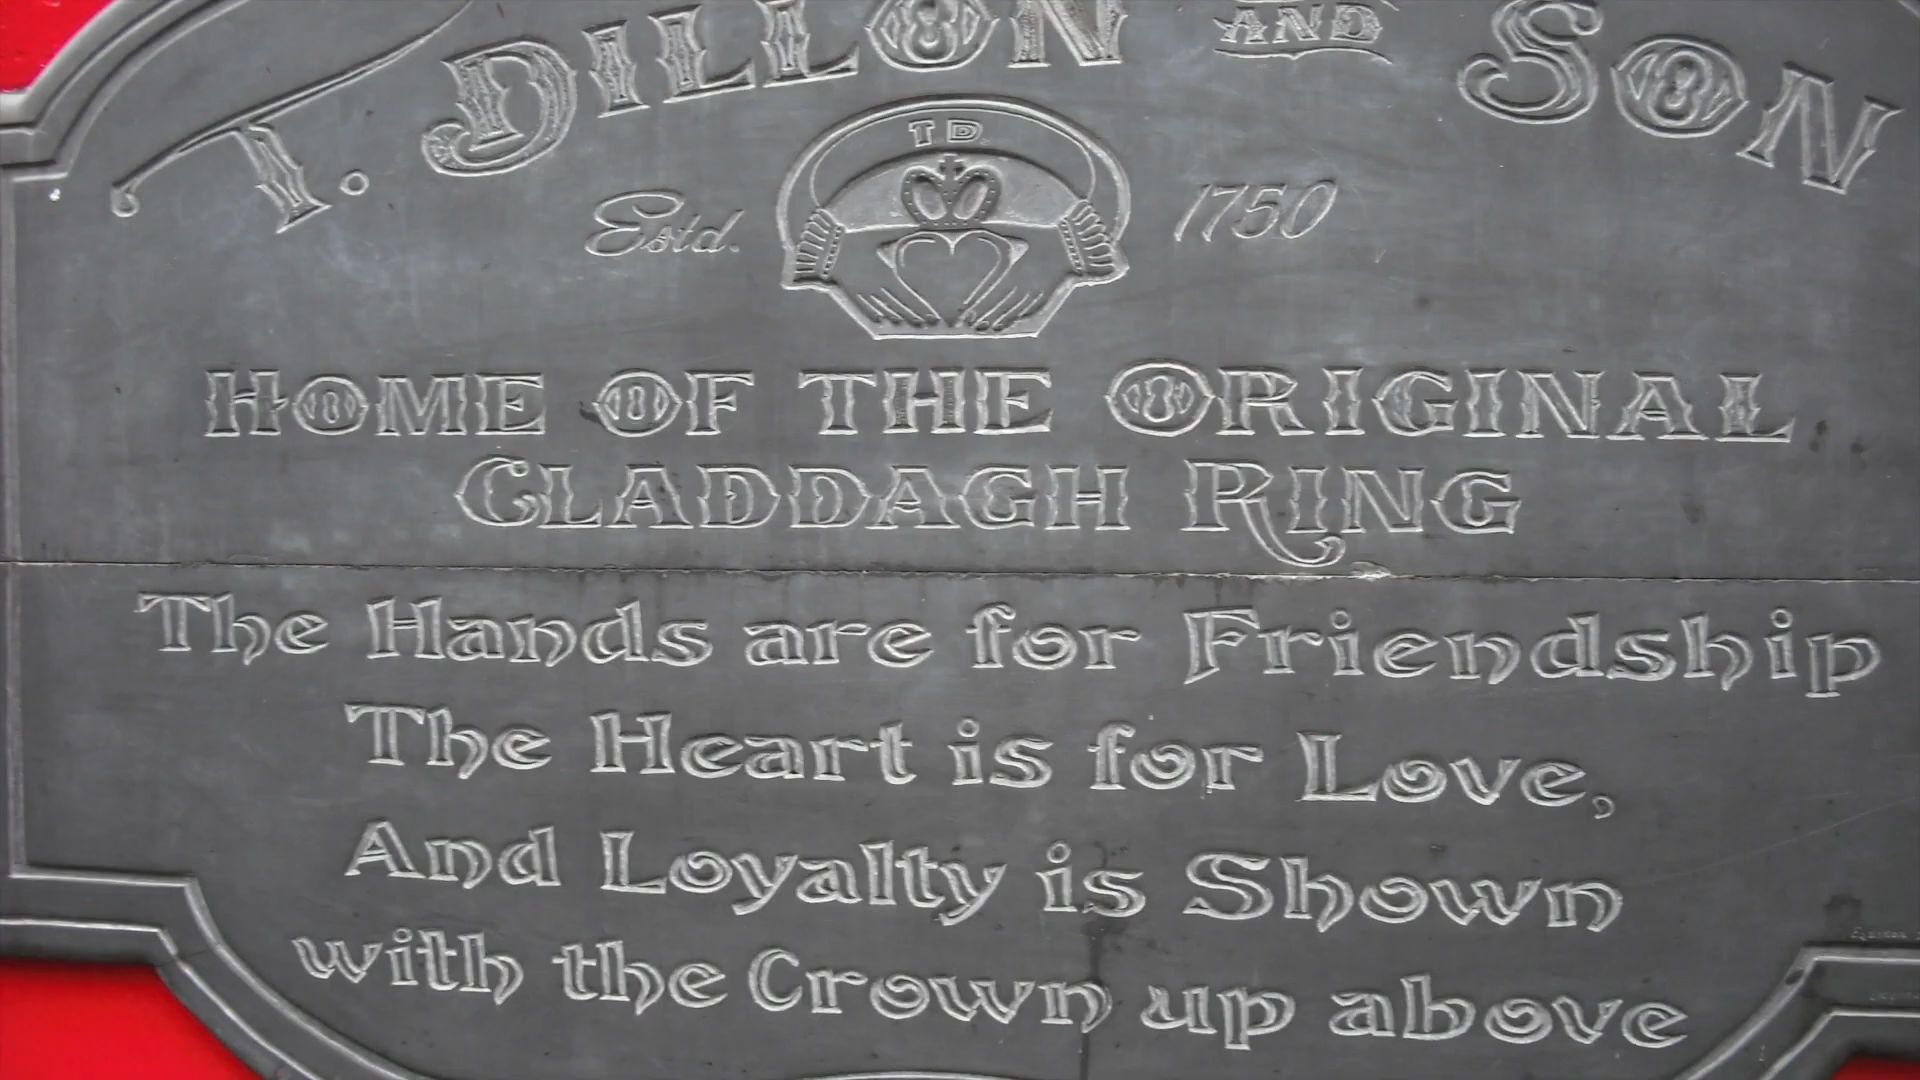 T. DILLON AND SON
TD.
Estd. 1750
HOME OF THE ORIGINAL
CLADDAGH RING
The Hands are for Friendship
The Heart is for Love,
And Loyalty is Shown
with the Crown up above